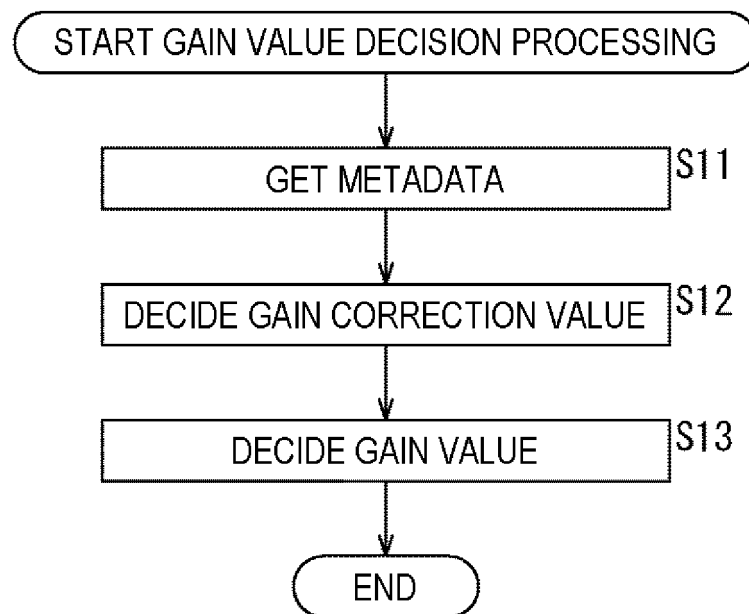 START GAIN VALUE DECISION PROCESSING
GET METADATA
S11
DECIDE GAIN CORRECTION VALUE
S12
DECIDE GAIN VALUE
S13
END